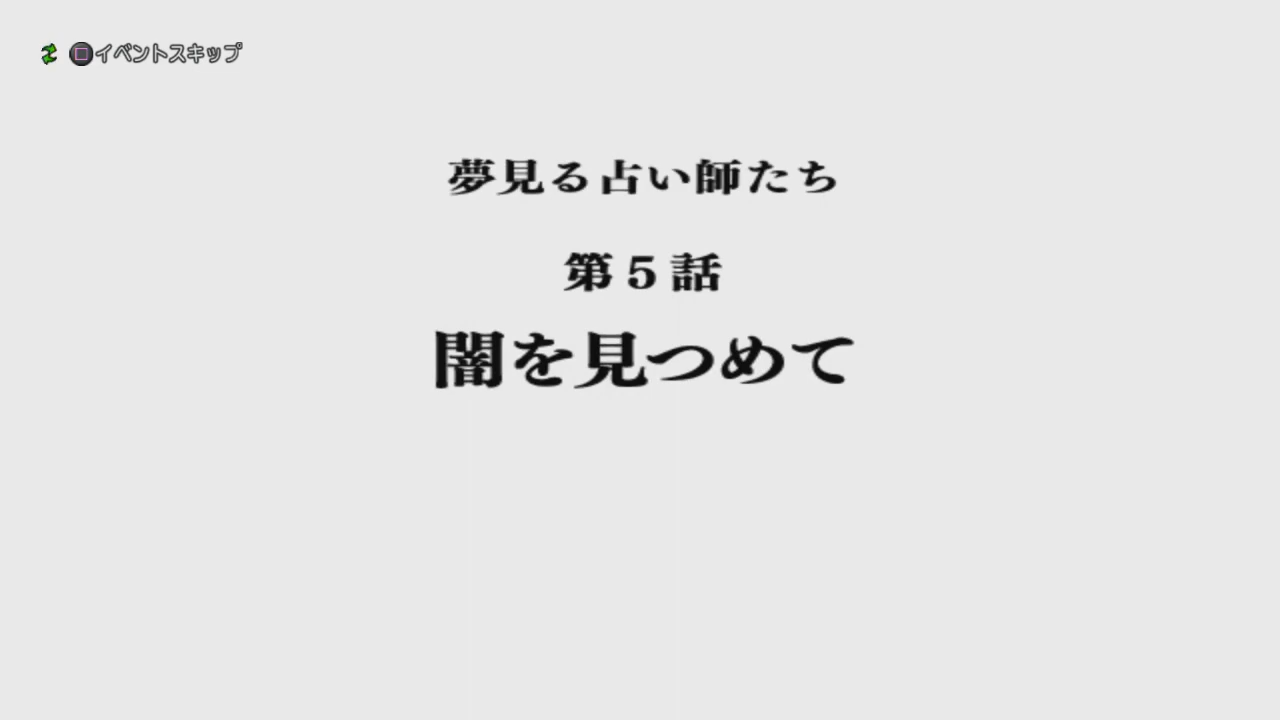 イベントスキップ
夢見る占い師たち
第５話
闇を見つめて